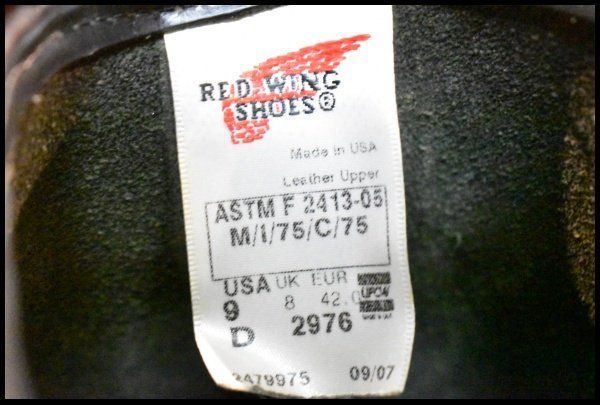 RED WING
SHOES®
Made in USA
Leather Upper
ASTM F 2413-05
M/I/75/C/75
USA UK EUR
9 8 42.0
D 2976
09/07